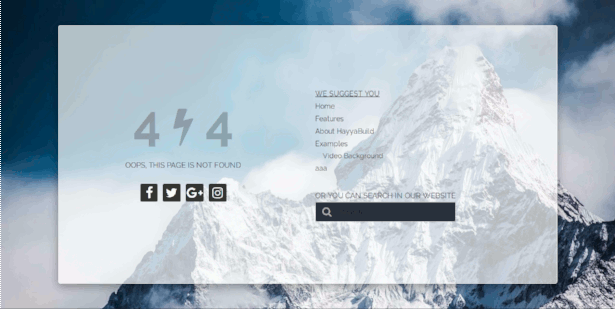 4 4
OOPS, THIS PAGE IS NOT FOUND
f G+
WE SUGGEST YOU
Home
Features
About HayyaBuild
Examples
Video Background
aaa
OR YOU CAN SEARCH IN OUR WEBSITE